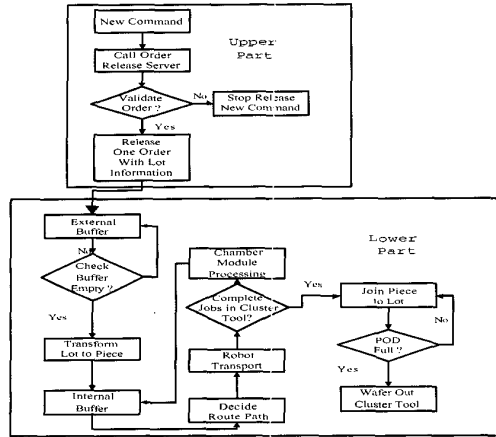 New Command
Upper
Part
Call Order
Release Server
Validate
Order ?
No
Stop Release
New Command
Yes
Release
One Order
With Lot
Information
External
Buffer
No
Check
Buffer
Empty ?
Yes
Transform
Lot to Piece
Internal
Buffer
Chamber
Module
Processing
Complete
Jobs in Cluster
Tool?
Robot
Transport
Decide
Route Path
Lower
Part
Yes
Join Piece
to Lot
No
POD
Full ?
Yes
Wafer Out
Cluster Tool